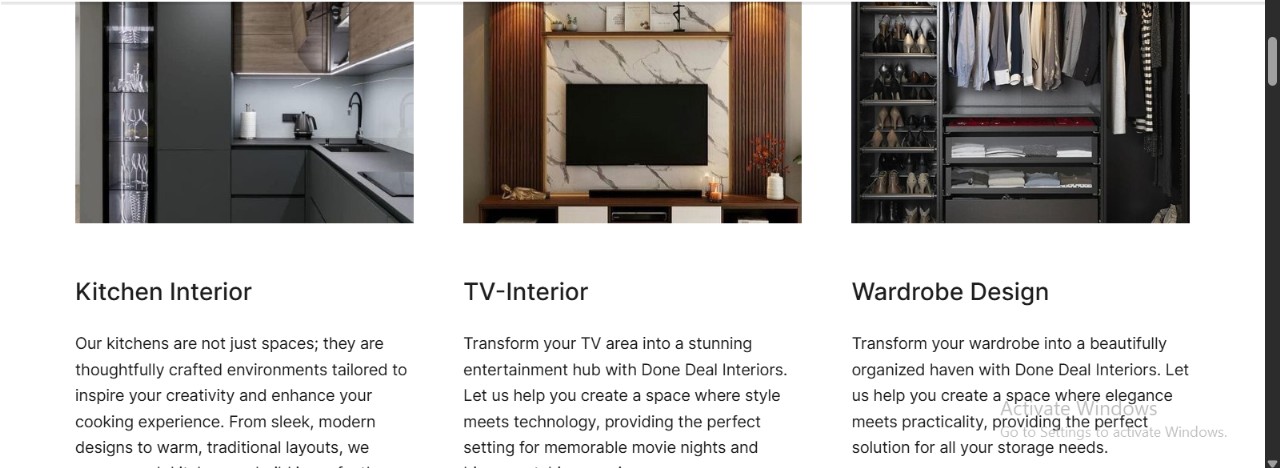 Kitchen Interior
Our kitchens are not just spaces; they are
thoughtfully crafted environments tailored to
inspire your creativity and enhance your
cooking experience. From sleek, modern
designs to warm, traditional layouts, we
TV-Interior
Transform your TV area into a stunning
entertainment hub with Done Deal Interiors.
Let us help you create a space where style
meets technology, providing the perfect
setting for memorable movie nights and
Wardrobe Design
Transform your wardrobe into a beautifully
organized haven with Done Deal Interiors. Let
us help you create a space where elegance
meets practicality, providing the perfect
solution for all your storage needs.
Activate Windows
Go to Settings to activate Windows.